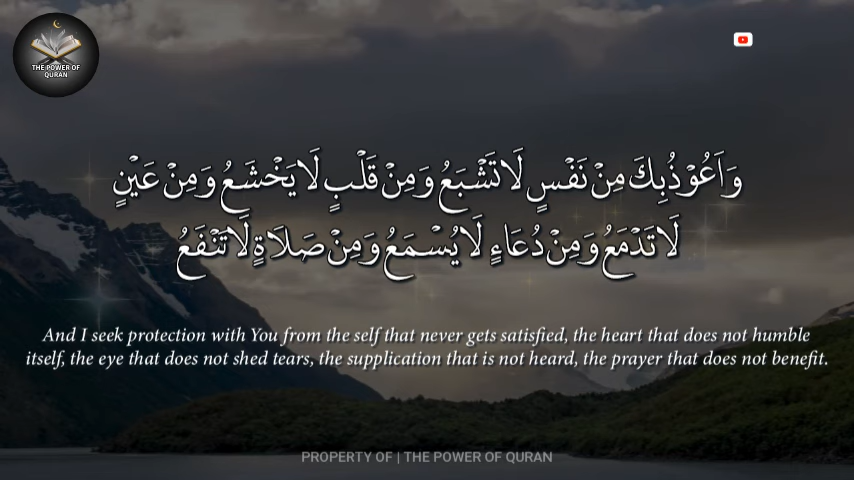 THE POWER OF
QURAN
وَاَعُوْذُ بِكَ مِنْ نَفْسٍ لَا تَشْبَعُ وَمِنْ قَلْبٍ لَا يَخْشَعُ وَمِنْ عَيْنٍ
لَا تَدْمَعُ وَمِنْ دُعَاءٍ لَا يُسْمَعُ وَمِنْ صَلَاةٍ لَا تَنْفَعُ
And I seek protection with You from the self that never gets satisfied, the heart that does not humble
itself, the eye that does not shed tears, the supplication that is not heard, the prayer that does not benefit.
PROPERTY OF | THE POWER OF QURAN